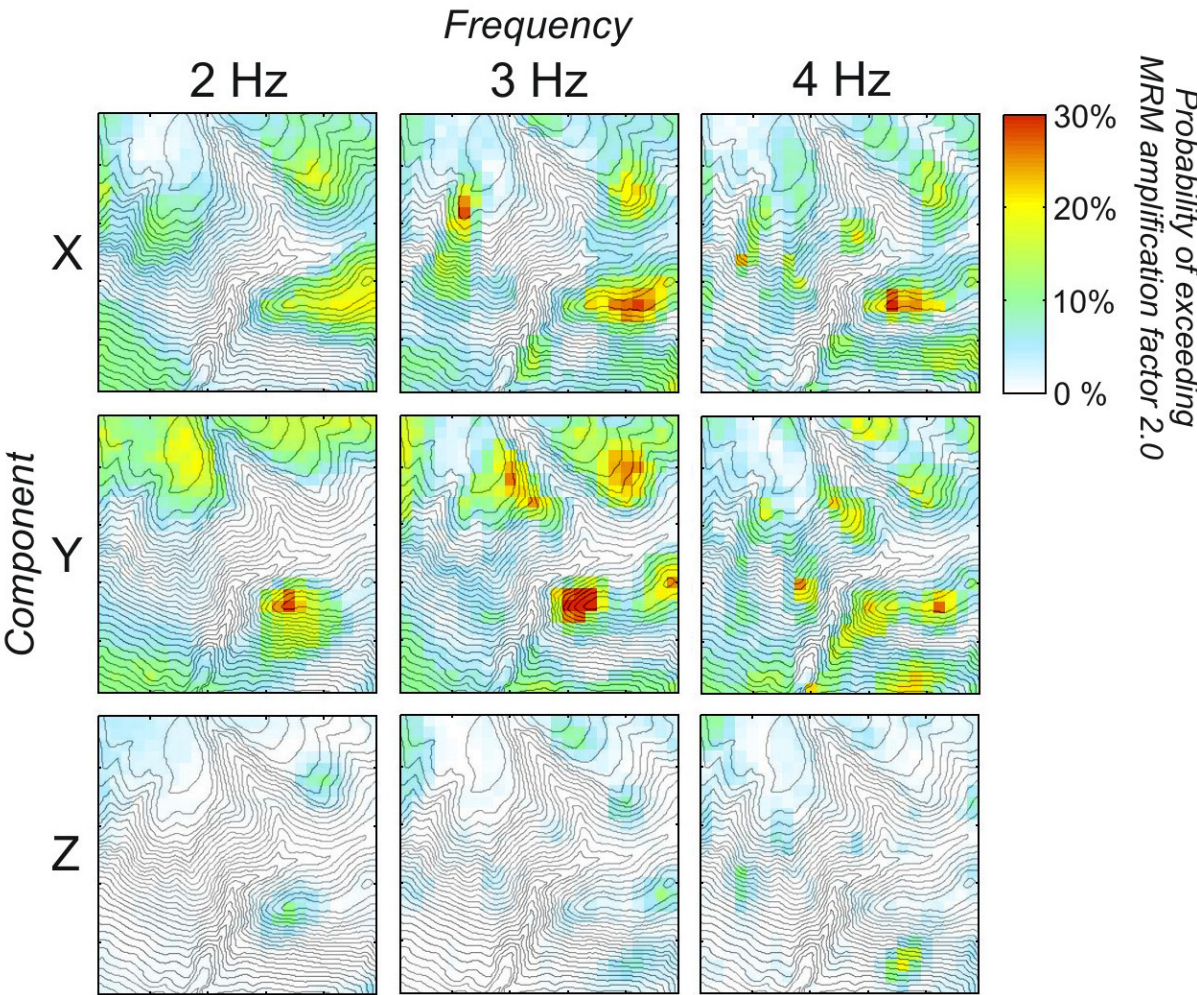 Frequency
2 Hz
3 Hz
4 Hz
30%
20%
10%
0 %
Probability of exceeding
MRM amplification factor 2.0
Component
X
Y
Z